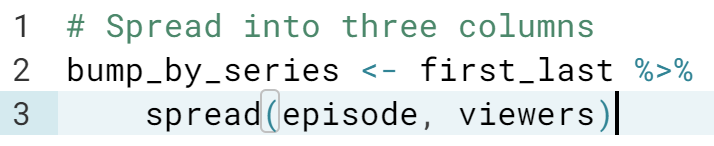 1 # Spread into three columns
2 bump_by_series <- first_last %>%
3     spread(episode, viewers)